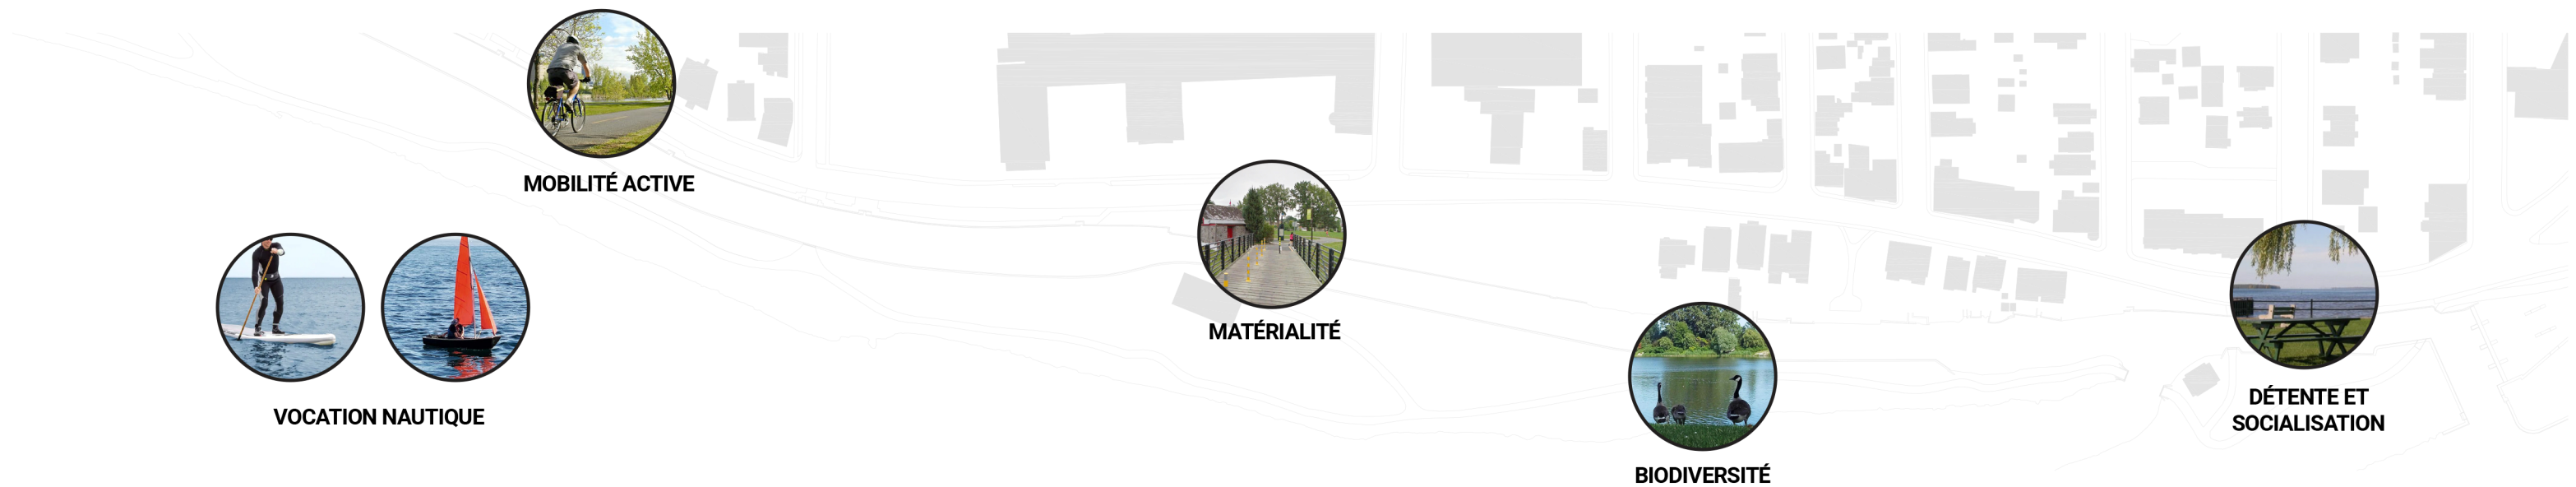 MOBILITÉ ACTIVE
VOCATION NAUTIQUE
MATÉRIALITÉ
BIODIVERSITÉ
DÉTENTE ET
SOCIALISATION